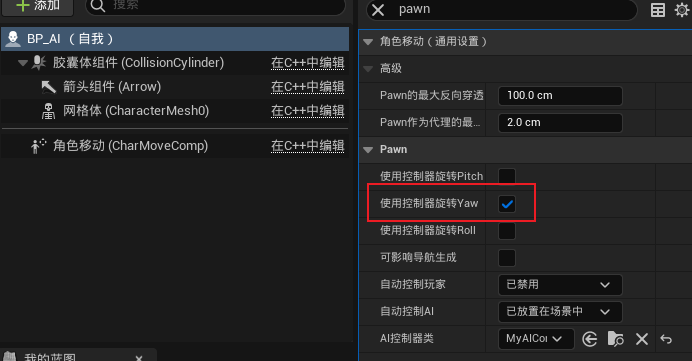 添加
搜索
BP_AI（自我）
胶囊体组件 (CollisionCylinder) 在C++中编辑
箭头组件 (Arrow) 在C++中编辑
网格体 (CharacterMesh0) 在C++中编辑
角色移动 (CharMoveComp) 在C++中编辑
我的蓝图
pawn
角色移动（通用设置）
高级
Pawn的最大反向穿透 100.0 cm
Pawn作为代理的最... 2.0 cm
Pawn
使用控制器旋转Pitch
使用控制器旋转Yaw
使用控制器旋转Roll
可影响导航生成
自动控制玩家 已禁用
自动控制AI 已放置在场景中
AI控制器类 MyAICo